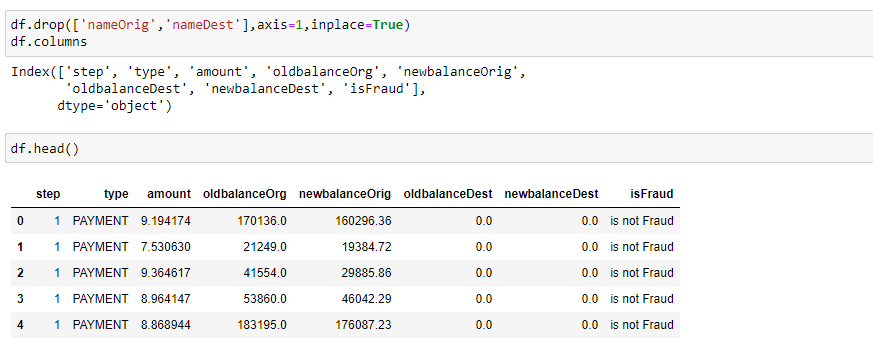 df.drop(['nameOrig','nameDest'],axis=1,inplace=True)
df.columns
Index(['step', 'type', 'amount', 'oldbalanceOrg', 'newbalanceOrig',
       'oldbalanceDest', 'newbalanceDest', 'isFraud'],
      dtype='object')
df.head()
step type amount oldbalanceOrg newbalanceOrig oldbalanceDest newbalanceDest isFraud
0 1 PAYMENT 9.194174 170136.0 160296.36 0.0 0.0 is not Fraud
1 1 PAYMENT 7.530630 21249.0 19384.72 0.0 0.0 is not Fraud
2 1 PAYMENT 9.364617 41554.0 29885.86 0.0 0.0 is not Fraud
3 1 PAYMENT 8.964147 53860.0 46042.29 0.0 0.0 is not Fraud
4 1 PAYMENT 8.868944 183195.0 176087.23 0.0 0.0 is not Fraud